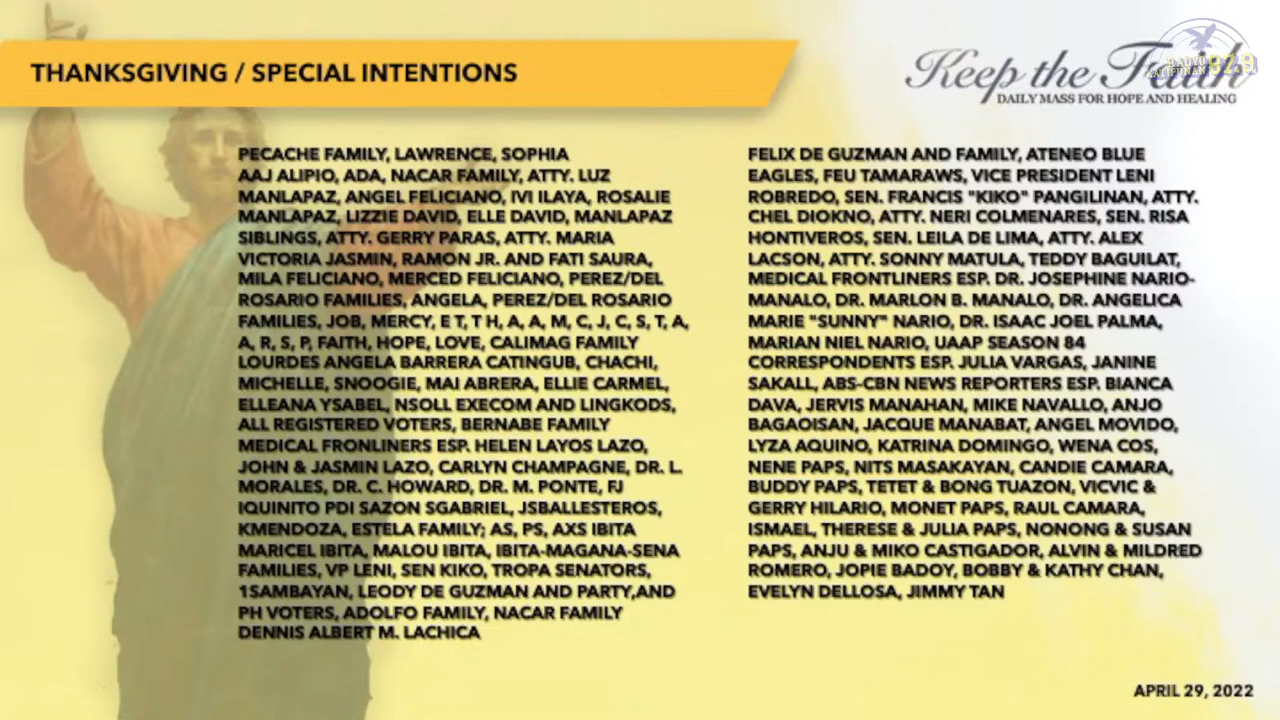 THANKSGIVING / SPECIAL INTENTIONS
Keep the Faith
DAILY MASS FOR HOPE AND HEALING
RADYO KATIPUNAN 87.9
PECACHE FAMILY, LAWRENCE, SOPHIA
AAJ ALIPIO, ADA, NACAR FAMILY, ATTY. LUZ
MANLAPAZ, ANGEL FELICIANO, IVI ILAYA, ROSALIE
MANLAPAZ, LIZZIE DAVID, ELLE DAVID, MANLAPAZ
SIBLINGS, ATTY. GERRY PARAS, ATTY. MARIA
VICTORIA JASMIN, RAMON JR. AND FATI SAURA,
MILA FELICIANO, MERCED FELICIANO, PEREZ/DEL
ROSARIO FAMILIES, ANGELA, PEREZ/DEL ROSARIO
FAMILIES, JOB, MERCY, E T, T H, A, A, M, C, J, C, S, T, A,
A, R, S, P, FAITH, HOPE, LOVE, CALIMAG FAMILY
LOURDES ANGELA BARRERA CATINGUB, CHACHI,
MICHELLE, SNOOGIE, MAI ABRERA, ELLIE CARMEL,
ELLEANA YSABEL, NSOLL EXECOM AND LINGKODS,
ALL REGISTERED VOTERS, BERNABE FAMILY
MEDICAL FRONLINERS ESP. HELEN LAYOS LAZO,
JOHN & JASMIN LAZO, CARLYN CHAMPAGNE, DR. L.
MORALES, DR. C. HOWARD, DR. M. PONTE, FJ
IQUINITO PDI SAZON SGABRIEL, JSBALLESTEROS,
KMENDOZA, ESTELA FAMILY; AS, PS, AXS IBITA
MARICEL IBITA, MALOU IBITA, IBITA-MAGANA-SENA
FAMILIES, VP LENI, SEN KIKO, TROPA SENATORS,
1SAMBAYAN, LEODY DE GUZMAN AND PARTY,AND
PH VOTERS, ADOLFO FAMILY, NACAR FAMILY
DENNIS ALBERT M. LACHICA
FELIX DE GUZMAN AND FAMILY, ATENEO BLUE
EAGLES, FEU TAMARAWS, VICE PRESIDENT LENI
ROBREDO, SEN. FRANCIS "KIKO" PANGILINAN, ATTY.
CHEL DIOKNO, ATTY. NERI COLMENARES, SEN. RISA
HONTIVEROS, SEN. LEILA DE LIMA, ATTY. ALEX
LACSON, ATTY. SONNY MATULA, TEDDY BAGUILAT,
MEDICAL FRONTLINERS ESP. DR. JOSEPHINE NARIO-
MANALO, DR. MARLON B. MANALO, DR. ANGELICA
MARIE "SUNNY" NARIO, DR. ISAAC JOEL PALMA,
MARIAN NIEL NARIO, UAAP SEASON 84
CORRESPONDENTS ESP. JULIA VARGAS, JANINE
SAKALL, ABS-CBN NEWS REPORTERS ESP. BIANCA
DAVA, JERVIS MANAHAN, MIKE NAVALLO, ANJO
BAGAOISAN, JACQUE MANABAT, ANGEL MOVIDO,
LYZA AQUINO, KATRINA DOMINGO, WENA COS,
NENE PAPS, NITS MASAKAYAN, CANDIE CAMARA,
BUDDY PAPS, TETET & BONG TUAZON, VICVIC &
GERRY HILARIO, MONET PAPS, RAUL CAMARA,
ISMAEL, THERESE & JULIA PAPS, NONONG & SUSAN
PAPS, ANJU & MIKO CASTIGADOR, ALVIN & MILDRED
ROMERO, JOPIE BADOY, BOBBY & KATHY CHAN,
EVELYN DELLOSA, JIMMY TAN
APRIL 29, 2022